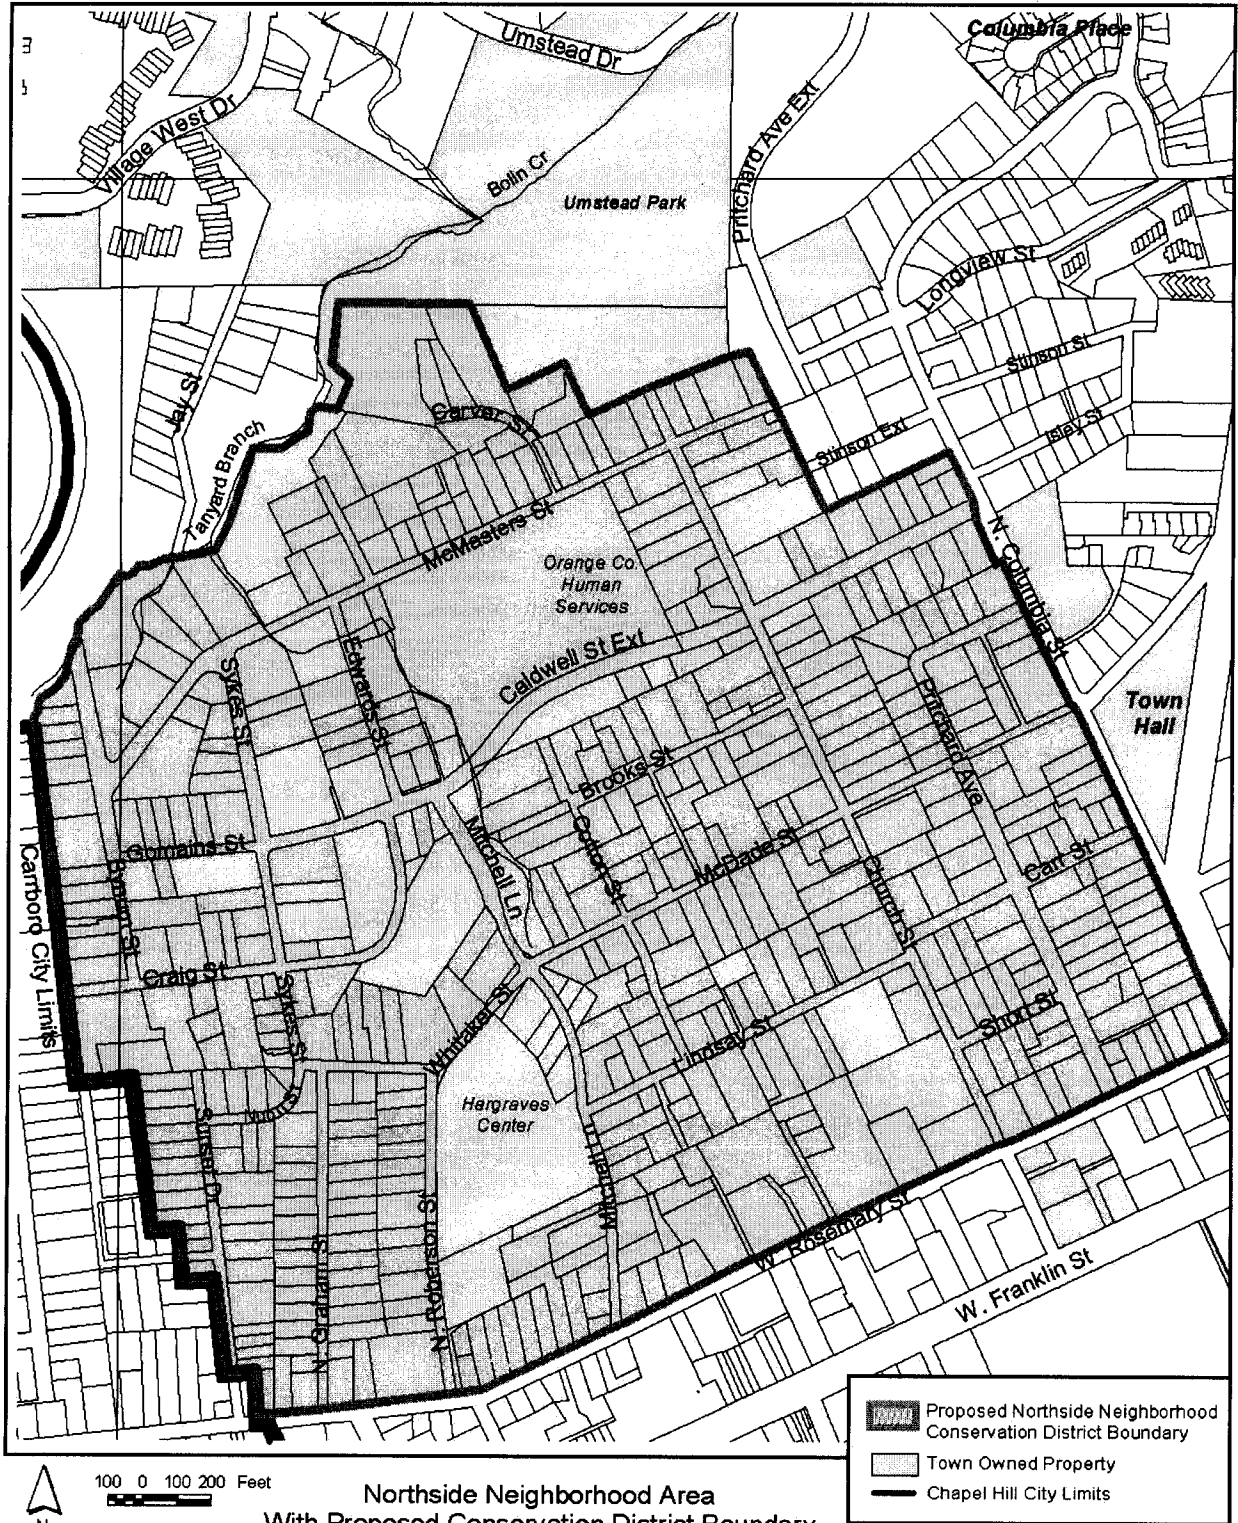 Columbia Place
Umstead Dr
Village West Dr
Pritchard Ave Ext
Bolin Cr
Umstead Park
Longview St
Stinson St
Jay St
Carver St
Isley St
Stinson Ext
Tanyard Branch
McMasters St
N. Columbia St
Orange Co.
Human
Services
Edwards St
Caldwell St Ext
Sykes St
Pritchard Ave
Town
Hall
Brooks St
Cotton St
Mitchell Ln
McDade St
Gomains St
Church St
Cart St
Carrboro City Limits
Bynum St
Craig St
Sykes St
Whitaker St
Short St
Lindsay St
Nunn St
Hargraves
Center
Sunset Dr
Mitchell Ln
N. Graham St
N. Roberson St
W. Rosemary St
W. Franklin St
Proposed Northside Neighborhood
Conservation District Boundary
Town Owned Property
Chapel Hill City Limits
100 0 100 200 Feet
N
Northside Neighborhood Area
With Proposed Conservation District Boundary